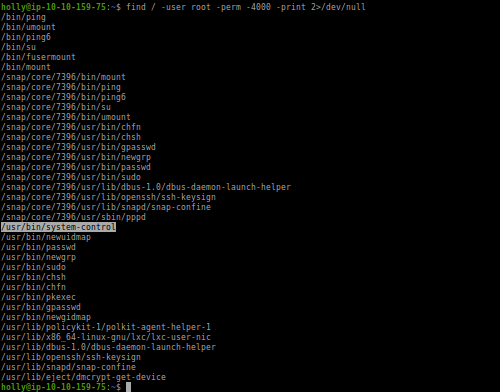 holly@ip-10-10-159-75:~$ find / -user root -perm -4000 -print 2>/dev/null
/bin/ping
/bin/umount
/bin/ping6
/bin/su
/bin/fusermount
/bin/mount
/snap/core/7396/bin/mount
/snap/core/7396/bin/ping
/snap/core/7396/bin/ping6
/snap/core/7396/bin/su
/snap/core/7396/bin/umount
/snap/core/7396/usr/bin/chfn
/snap/core/7396/usr/bin/chsh
/snap/core/7396/usr/bin/gpasswd
/snap/core/7396/usr/bin/newgrp
/snap/core/7396/usr/bin/passwd
/snap/core/7396/usr/bin/sudo
/snap/core/7396/usr/lib/dbus-1.0/dbus-daemon-launch-helper
/snap/core/7396/usr/lib/openssh/ssh-keysign
/snap/core/7396/usr/lib/snapd/snap-confine
/snap/core/7396/usr/sbin/pppd
/usr/bin/system-control
/usr/bin/newuidmap
/usr/bin/passwd
/usr/bin/newgrp
/usr/bin/sudo
/usr/bin/chsh
/usr/bin/chfn
/usr/bin/pkexec
/usr/bin/gpasswd
/usr/bin/newgidmap
/usr/lib/policykit-1/polkit-agent-helper-1
/usr/lib/x86_64-linux-gnu/lxc/lxc-user-nic
/usr/lib/dbus-1.0/dbus-daemon-launch-helper
/usr/lib/openssh/ssh-keysign
/usr/lib/snapd/snap-confine
/usr/lib/eject/dmcrypt-get-device
holly@ip-10-10-159-75:~$